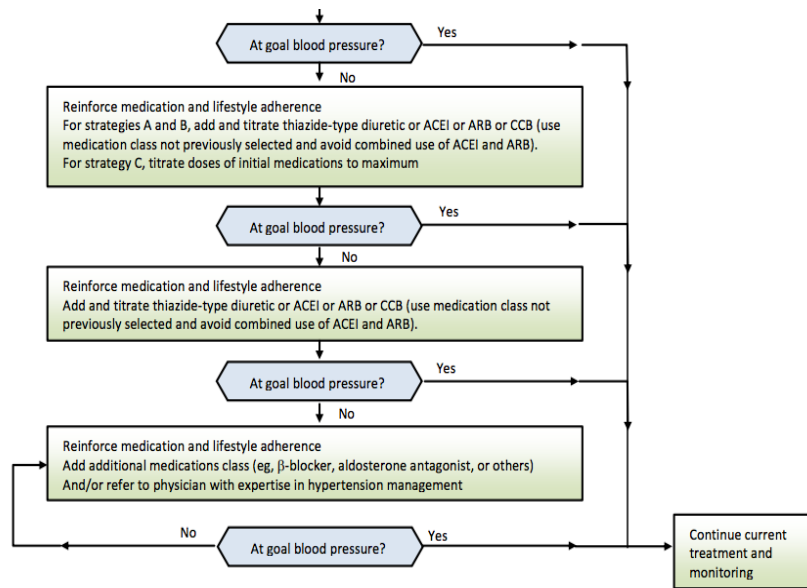 At goal blood pressure?
Yes
No
Reinforce medication and lifestyle adherence
For strategies A and B, add and titrate thiazide-type diuretic or ACEI or ARB or CCB (use
medication class not previously selected and avoid combined use of ACEI and ARB).
For strategy C, titrate doses of initial medications to maximum
At goal blood pressure?
Yes
No
Reinforce medication and lifestyle adherence
Add and titrate thiazide-type diuretic or ACEI or ARB or CCB (use medication class not
previously selected and avoid combined use of ACEI and ARB).
At goal blood pressure?
Yes
No
Reinforce medication and lifestyle adherence
Add additional medications class (eg, β-blocker, aldosterone antagonist, or others)
And/or refer to physician with expertise in hypertension management
No
At goal blood pressure?
Yes
Continue current
treatment and
monitoring